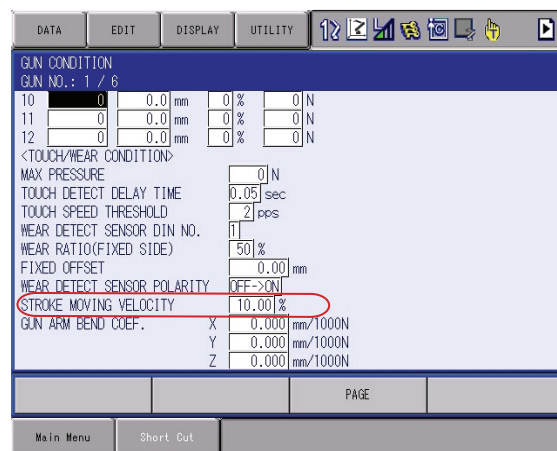 DATA EDIT DISPLAY UTILITY
GUN CONDITION
GUN NO.: 1 / 6
10 0 0.0 mm 0 % 0 N
11 0 0.0 mm 0 % 0 N
12 0 0.0 mm 0 % 0 N
<TOUCH/WEAR CONDITION>
MAX PRESSURE 0 N
TOUCH DETECT DELAY TIME 0.05 sec
TOUCH SPEED THRESHOLD 2 pps
WEAR DETECT SENSOR DIN NO. 1
WEAR RATIO(FIXED SIDE) 50 %
FIXED OFFSET 0.00 mm
WEAR DETECT SENSOR POLARITY OFF->ON
STROKE MOVING VELOCITY 10.00 %
GUN ARM BEND COEF. X 0.000 mm/1000N
Y 0.000 mm/1000N
Z 0.000 mm/1000N
PAGE
Main Menu Short Cut